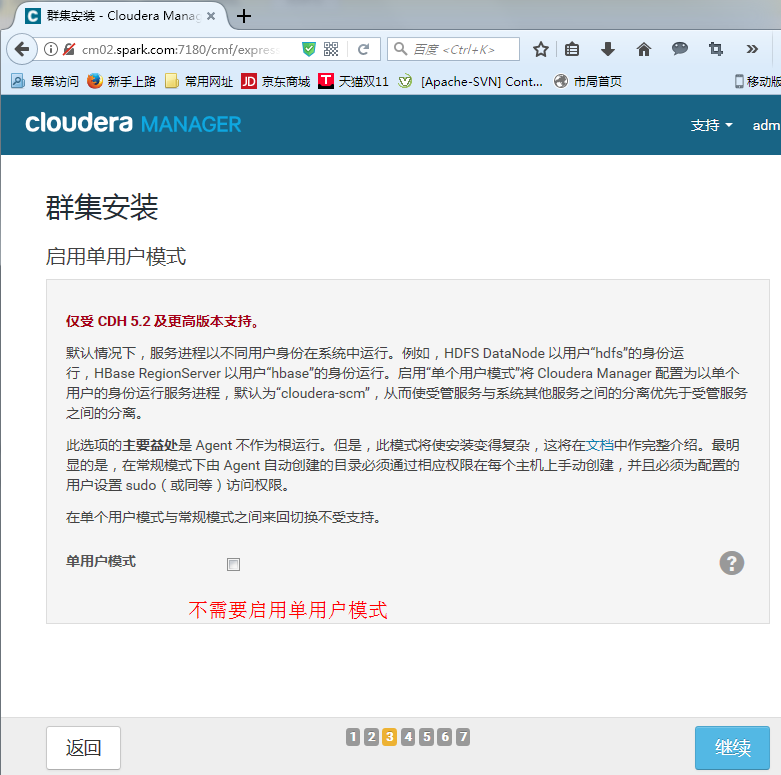 群集安装 - Cloudera Manag
cm02.spark.com:7180/cmf/expres
百度 <Ctrl+K>
最常访问 新手上路 常用网址 JD 京东商城 T 天猫双11 [Apache-SVN] Cont... 市局首页 移动版
cloudera MANAGER
支持 adm
群集安装
启用单用户模式
仅受 CDH 5.2 及更高版本支持。
默认情况下，服务进程以不同用户身份在系统中运行。例如，HDFS DataNode 以用户“hdfs”的身份运
行，HBase RegionServer 以用户“hbase”的身份运行。启用“单个用户模式”将 Cloudera Manager 配置为以单个
用户的身份运行服务进程，默认为“cloudera-scm”，从而使受管服务与系统其他服务之间的分离优先于受管服务
之间的分离。
此选项的主要益处是 Agent 不作为根运行。但是，此模式将使安装变得复杂，这将在文档中作完整介绍。最明
显的是，在常规模式下由 Agent 自动创建的目录必须通过相应权限在每个主机上手动创建，并且必须为配置的
用户设置 sudo（或同等）访问权限。
在单个用户模式与常规模式之间来回切换不受支持。
单用户模式
?
不需要启用单用户模式
返回
1 2 3 4 5 6 7
继续